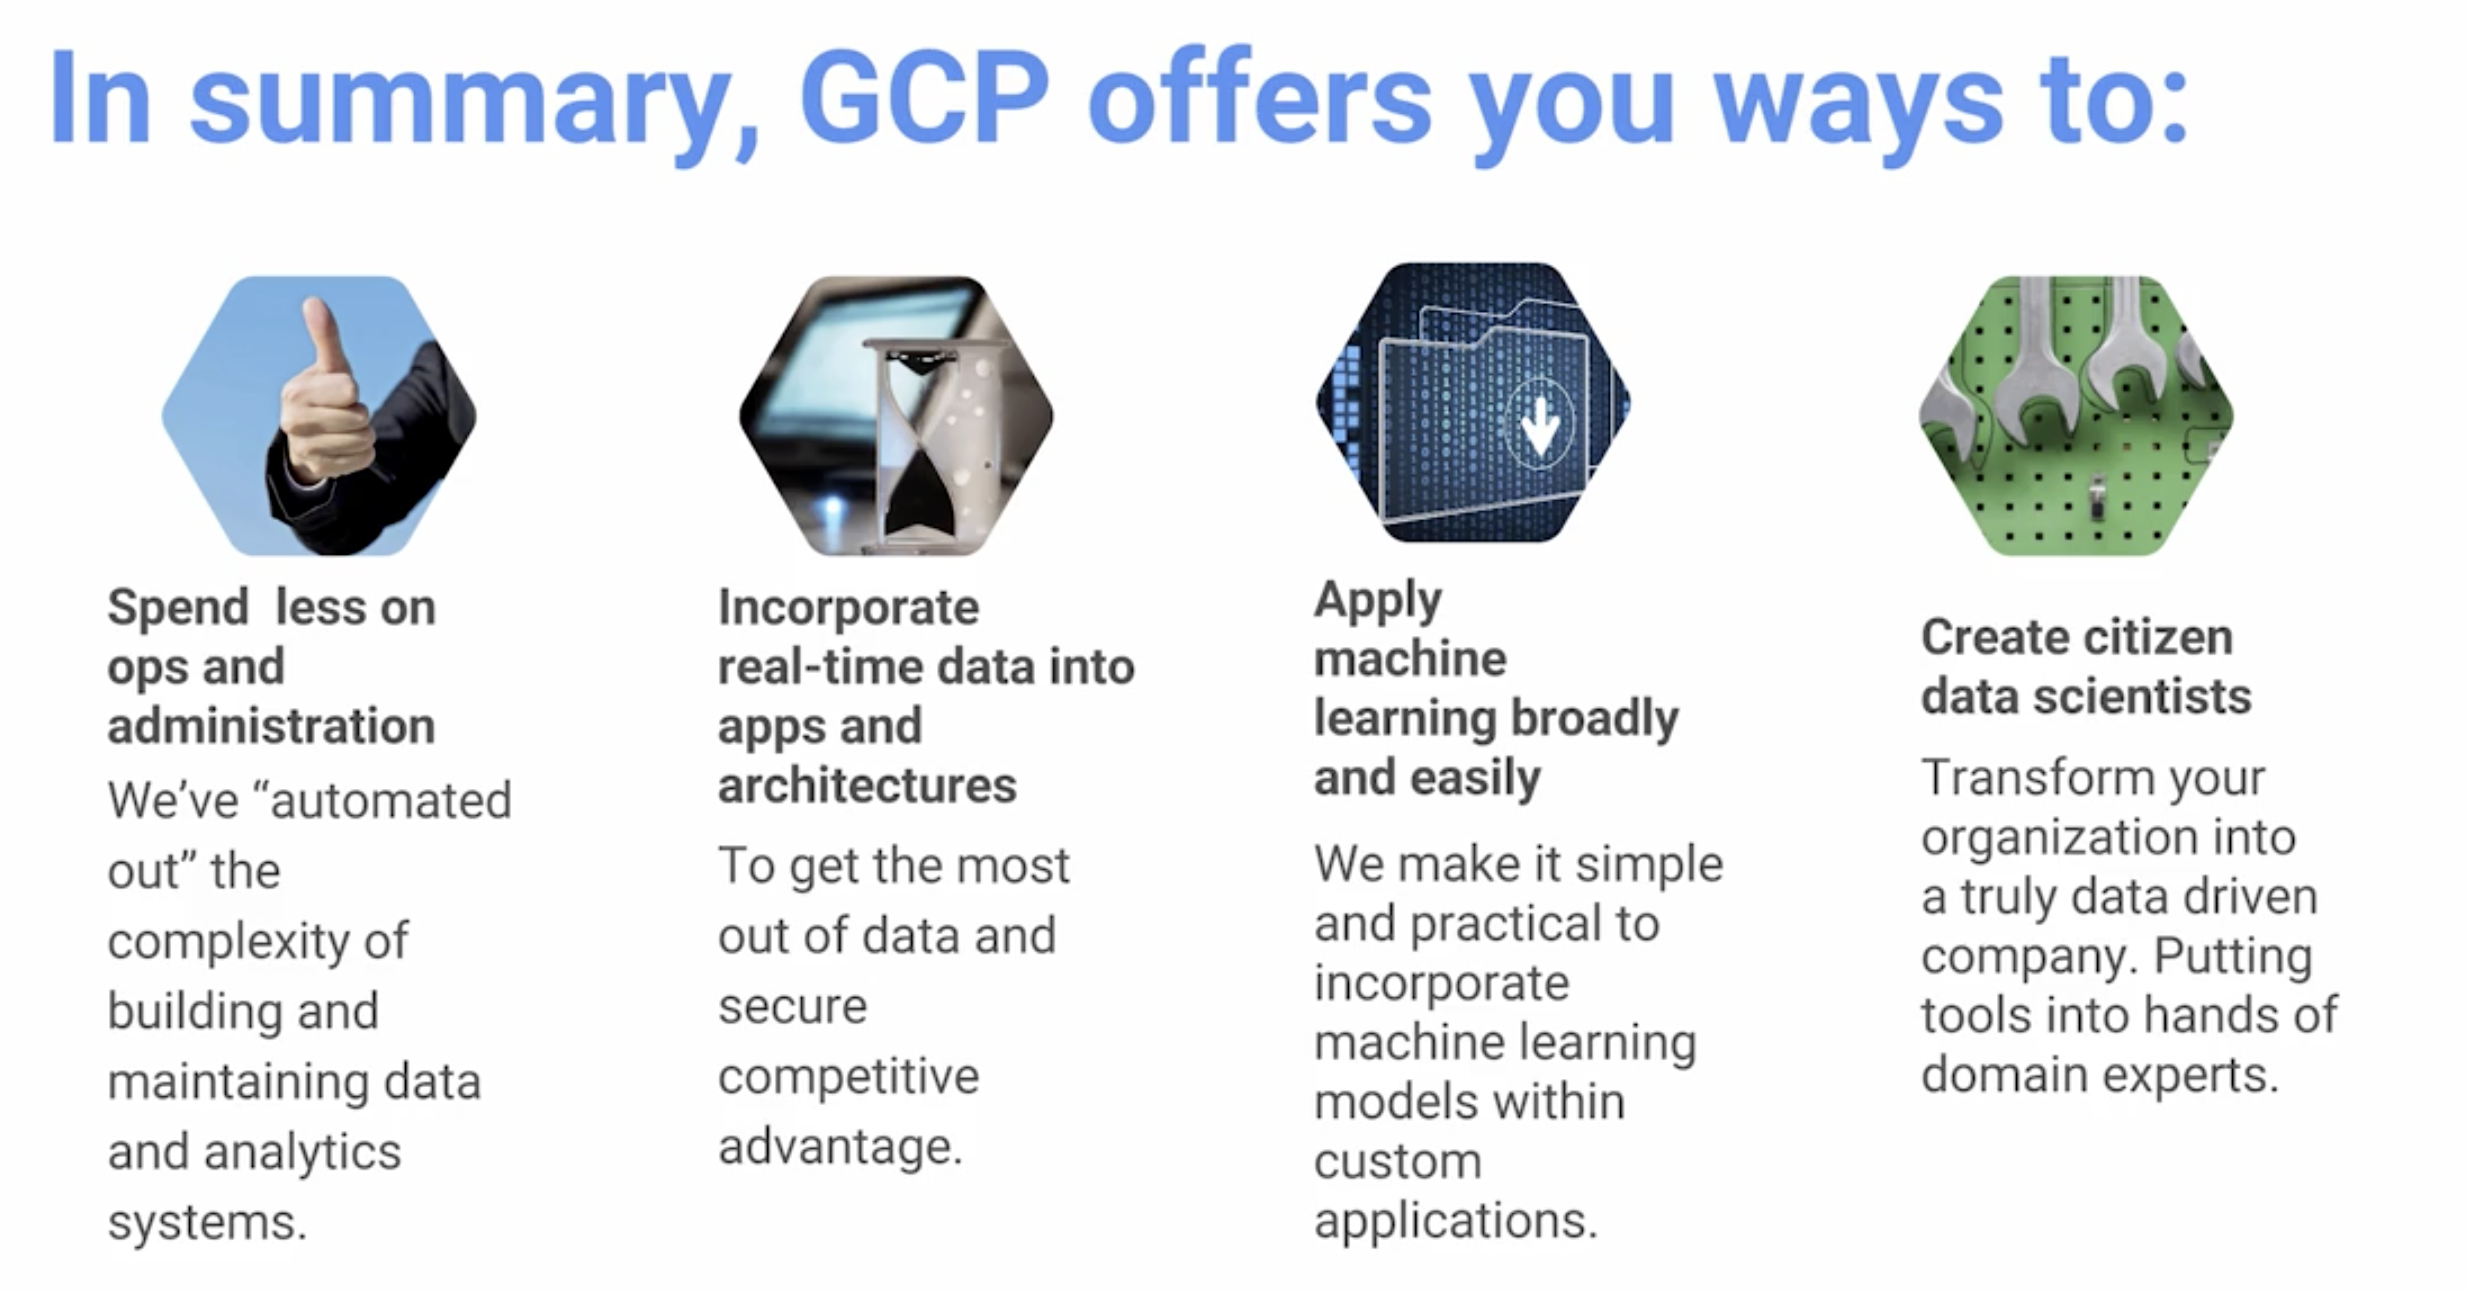 In summary, GCP offers you ways to:
Spend less on
ops and
administration
We’ve “automated
out” the
complexity of
building and
maintaining data
and analytics
systems.
Incorporate
real-time data into
apps and
architectures
To get the most
out of data and
secure
competitive
advantage.
Apply
machine
learning broadly
and easily
We make it simple
and practical to
incorporate
machine learning
models within
custom
applications.
Create citizen
data scientists
Transform your
organization into
a truly data driven
company. Putting
tools into hands of
domain experts.